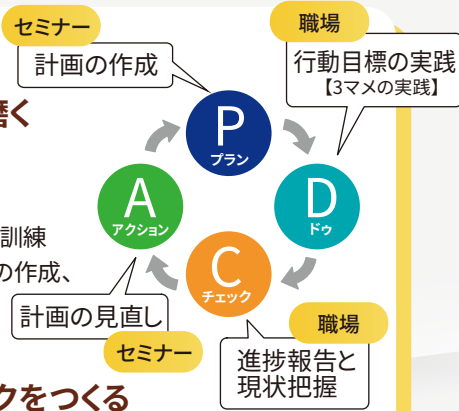 セミナー
計画の作成
職場
行動目標の実践
【3マメの実践】
磨く
P
プラン
A
アクション
D
ドゥ
訓練
の作成、
C
チェック
計画の見直し
セミナー
職場
進捗報告と
現状把握
クをつくる